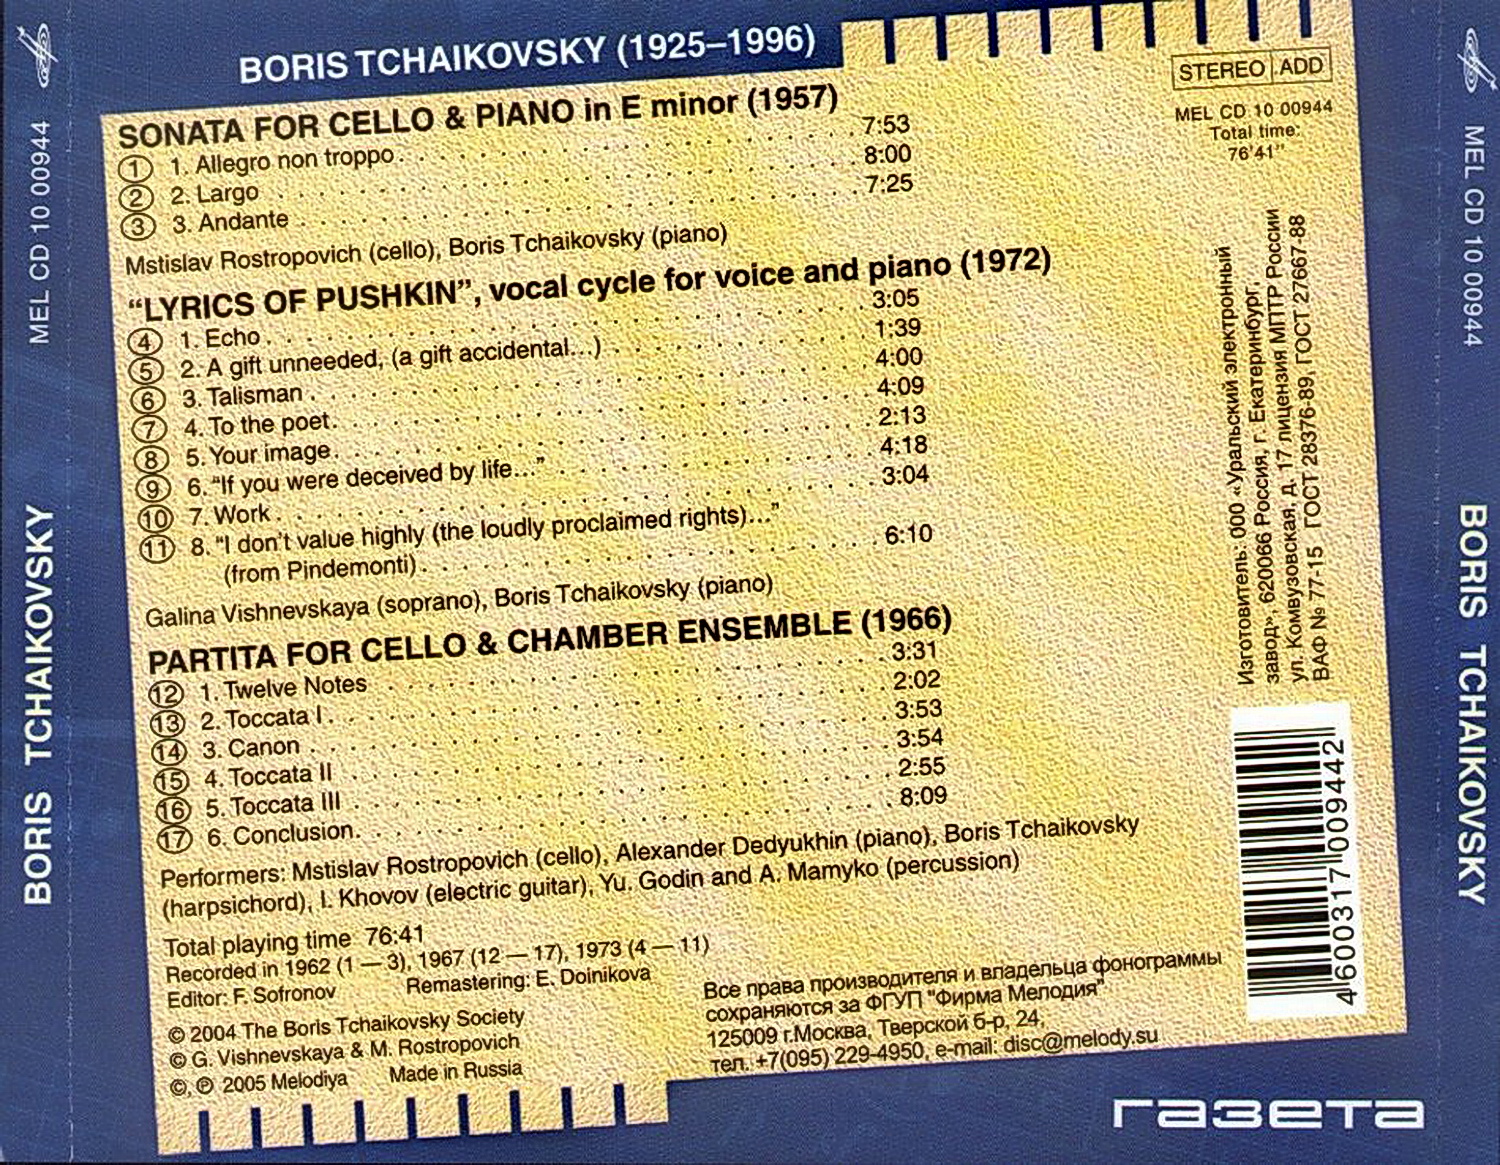 BORIS TCHAIKOVSKY (1925–1996)
STEREO ADD
MEL CD 10 00944
Total time:
76'41"
SONATA FOR CELLO & PIANO in E minor (1957)
① 1. Allegro non troppo . . . 7:53
② 2. Largo . . . 8:00
③ 3. Andante . . . 7:25
Mstislav Rostropovich (cello), Boris Tchaikovsky (piano)
“LYRICS OF PUSHKIN”, vocal cycle for voice and piano (1972)
④ 1. Echo . . . 3:05
⑤ 2. A gift unneeded, (a gift accidental...) . . . 1:39
⑥ 3. Talisman . . . 4:00
⑦ 4. To the poet . . . 4:09
⑧ 5. Your image . . . 2:13
⑨ 6. “If you were deceived by life...” . . . 4:18
⑩ 7. Work . . . 3:04
⑪ 8. “I don't value highly (the loudly proclaimed rights)...”
(from Pindemonti) . . . 6:10
Galina Vishnevskaya (soprano), Boris Tchaikovsky (piano)
PARTITA FOR CELLO & CHAMBER ENSEMBLE (1966)
⑫ 1. Twelve Notes . . . 3:31
⑬ 2. Toccata I . . . 2:02
⑭ 3. Canon . . . 3:53
⑮ 4. Toccata II . . . 3:54
⑯ 5. Toccata III . . . 2:55
⑰ 6. Conclusion . . . 8:09
Performers: Mstislav Rostropovich (cello), Alexander Dedyukhin (piano), Boris Tchaikovsky
(harpsichord), I. Khovov (electric guitar), Yu. Godin and A. Mamyko (percussion)
Total playing time 76:41
Recorded in 1962 (1 — 3), 1967 (12 — 17), 1973 (4 — 11)
Editor: F. Sofronov Remastering: E. Doinikova
© 2004 The Boris Tchaikovsky Society
© G. Vishnevskaya & M. Rostropovich
©, ℗ 2005 Melodiya Made in Russia
Все права производителя и владельца фонограммы
сохраняются за ФГУП "Фирма Мелодия"
125009 г.Москва, Тверской б-р, 24,
тел. +7(095) 229-4950, e-mail: disc@melody.su
Изготовитель: ООО «Уральский электронный
завод», 620066 Россия, г. Екатеринбург,
ул. Комвузовская, д. 17 лицензия МПТР России
ВАФ № 77-15 ГОСТ 28376-89, ГОСТ 27667-88
4 600317 009442
газета
MEL CD 10 00944
BORIS TCHAIKOVSKY
MEL CD 10 00944
BORIS TCHAIKOVSKY